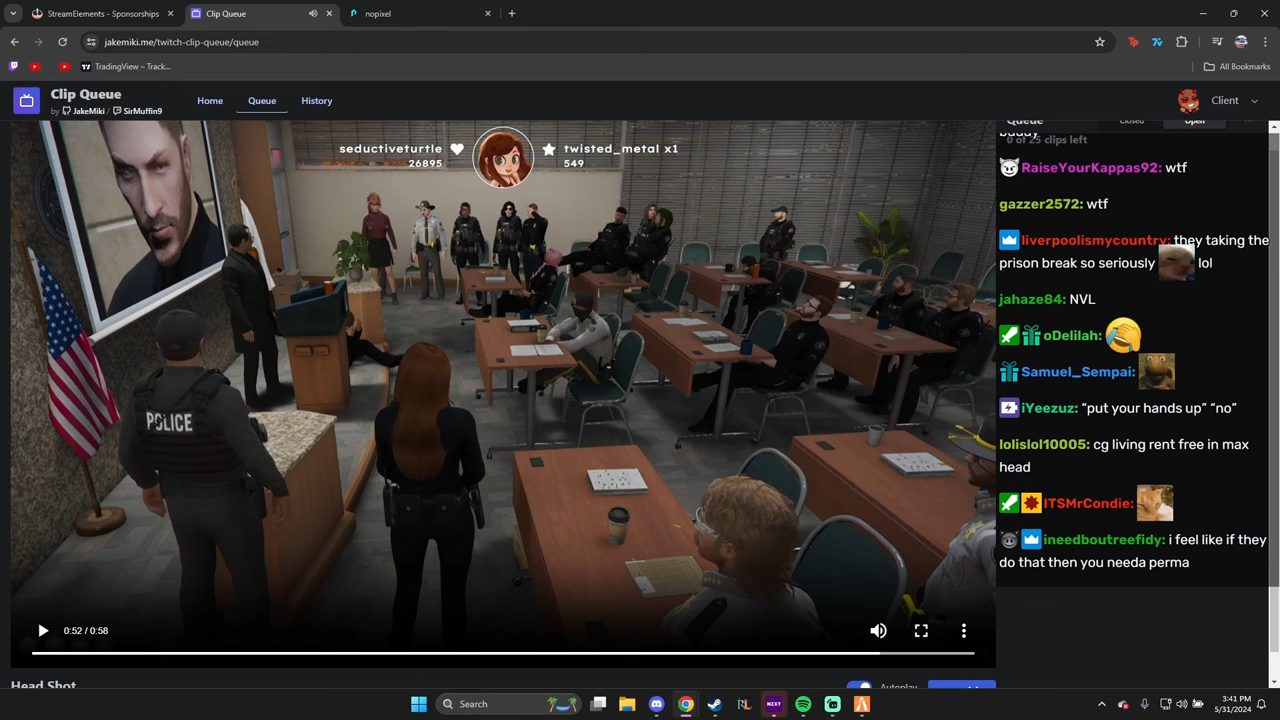 StreamElements - Sponsorships
Clip Queue
nopixel
jakemiki.me/twitch-clip-queue/queue
TradingView – Track...
All Bookmarks
Clip Queue
by JakeMiki / SirMuffin9
Home
Queue
History
Client
seductiveturtle
26895
twisted_metal x1
549
POLICE
0:52 / 0:58
Head Shot
Autoplay
Queue
Closed
Open
buddy
0 of 25 clips left
RaiseYourKappas92: wtf
gazzer2572: wtf
liverpoolismycountry: they taking the
prison break so seriously lol
jahaze84: NVL
oDelilah:
Samuel_Sempai:
iYeezuz: “put your hands up” “no”
lolislol10005: cg living rent free in max
head
ITSMrCondie:
ineedboutreefidy: i feel like if they
do that then you needa perma
Search
NIXT
3:41 PM
5/31/2024